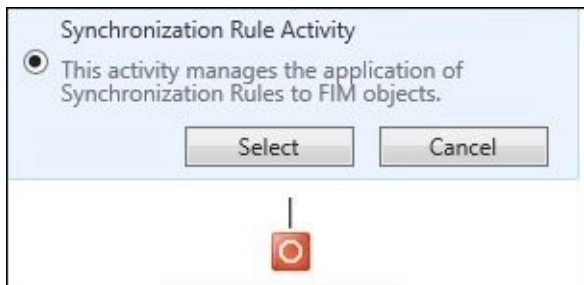 Synchronization Rule Activity
This activity manages the application of
Synchronization Rules to FIM objects.
Select
Cancel